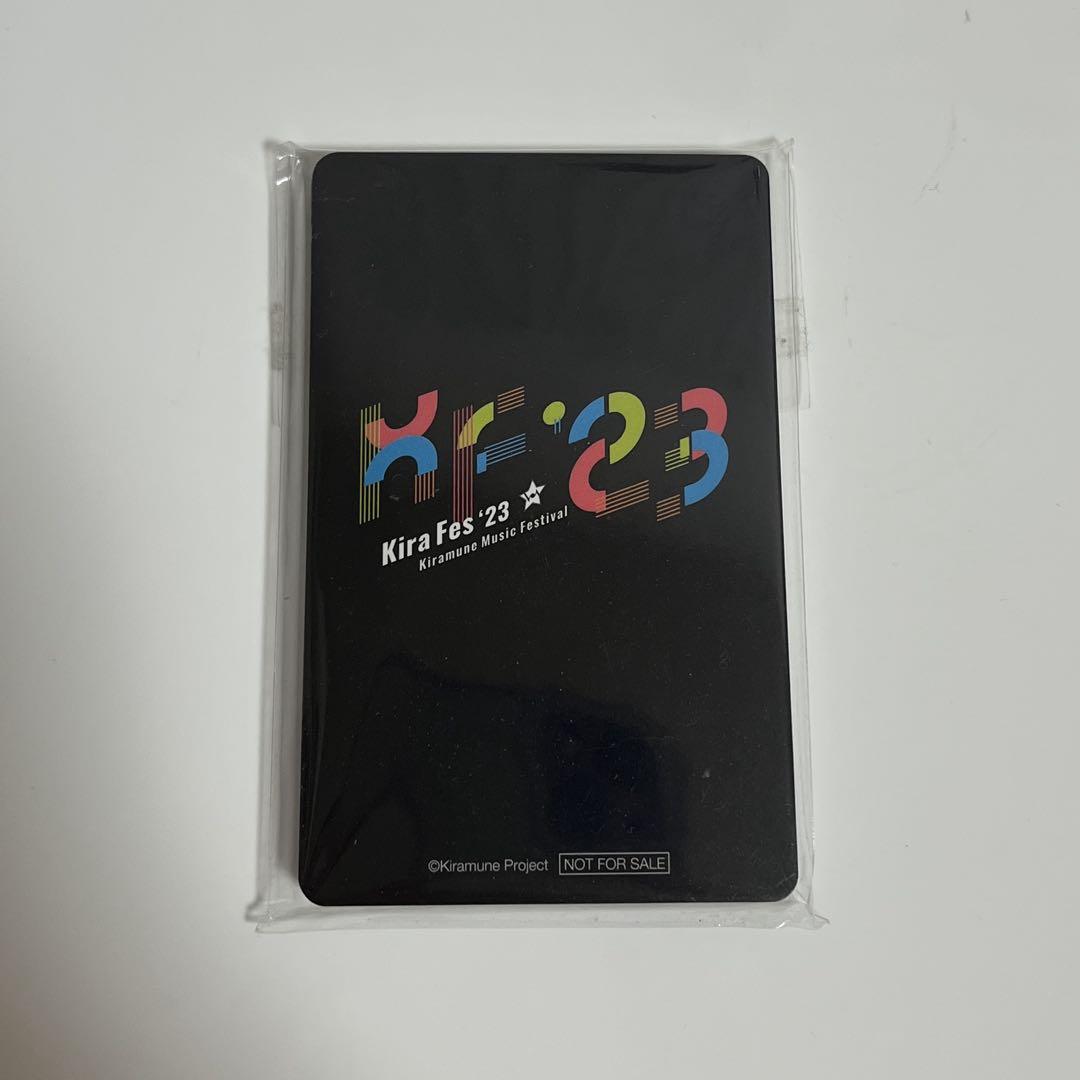 KF '23
Kira Fes '23
Kiramune Music Festival
©Kiramune Project NOT FOR SALE